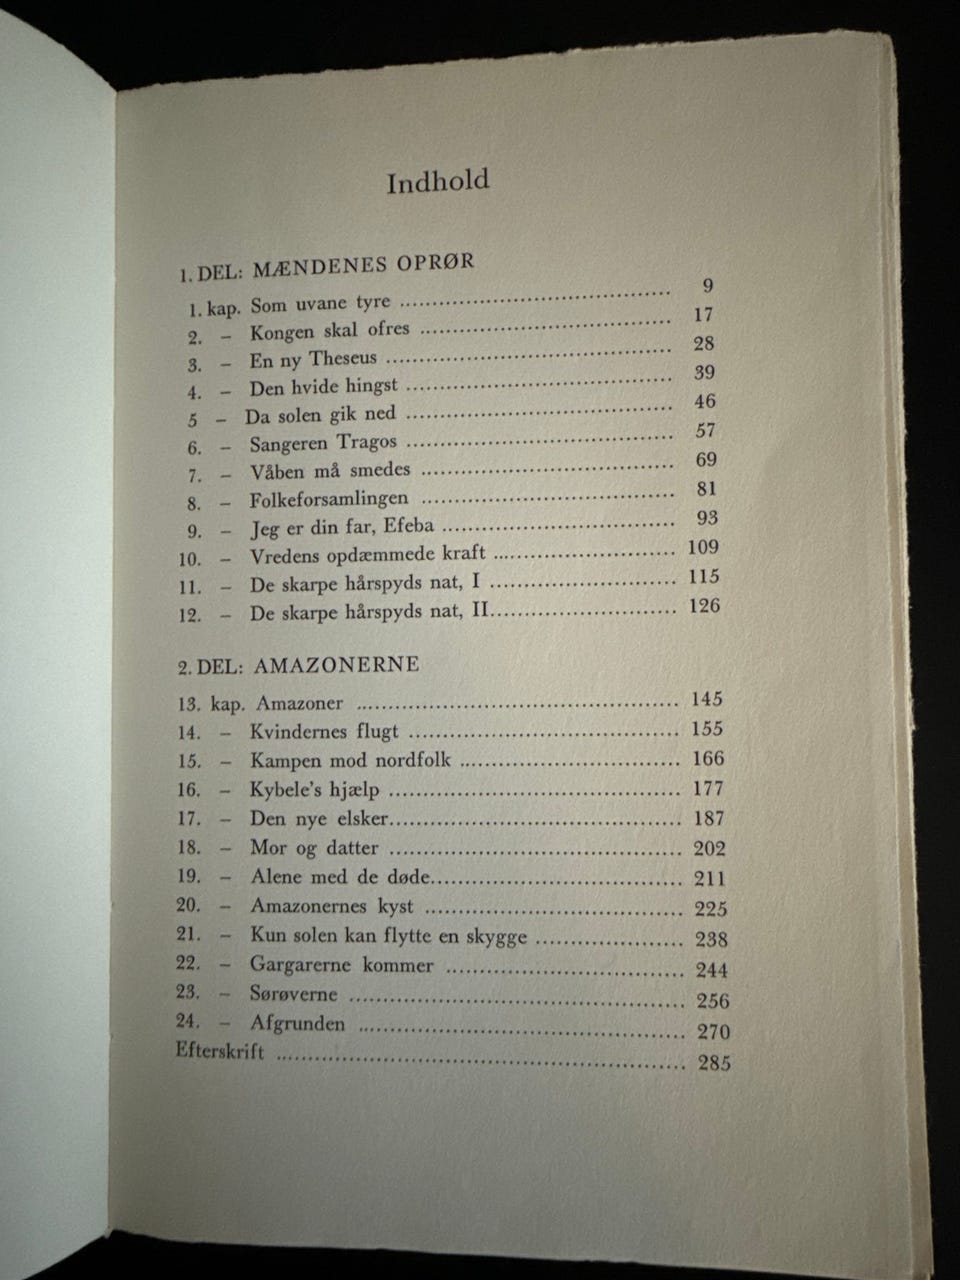 Indhold
1. DEL: MÆNDENES OPRØR
1. kap. Som uvane tyre ........................................ 9
2. – Kongen skal ofres ..................................... 17
3. – En ny Theseus .......................................... 28
4. – Den hvide hingst ....................................... 39
5 – Da solen gik ned ....................................... 46
6. – Sangeren Tragos ....................................... 57
7. – Våben må smedes ..................................... 69
8. – Folkeforsamlingen ..................................... 81
9. – Jeg er din far, Efeba .................................. 93
10. – Vredens opdæmmede kraft ........................... 109
11. – De skarpe hårspyds nat, I ............................ 115
12. – De skarpe hårspyds nat, II............................ 126
2. DEL: AMAZONERNE
13. kap. Amazoner .............................................. 145
14. – Kvindernes flugt ....................................... 155
15. – Kampen mod nordfolk ................................ 166
16. – Kybele's hjælp .......................................... 177
17. – Den nye elsker.......................................... 187
18. – Mor og datter .......................................... 202
19. – Alene med de døde.................................... 211
20. – Amazonernes kyst ..................................... 225
21. – Kun solen kan flytte en skygge ..................... 238
22. – Gargarerne kommer .................................. 244
23. – Sørøverne ................................................ 256
24. – Afgrunden ............................................... 270
Efterskrift ...................................................... 285